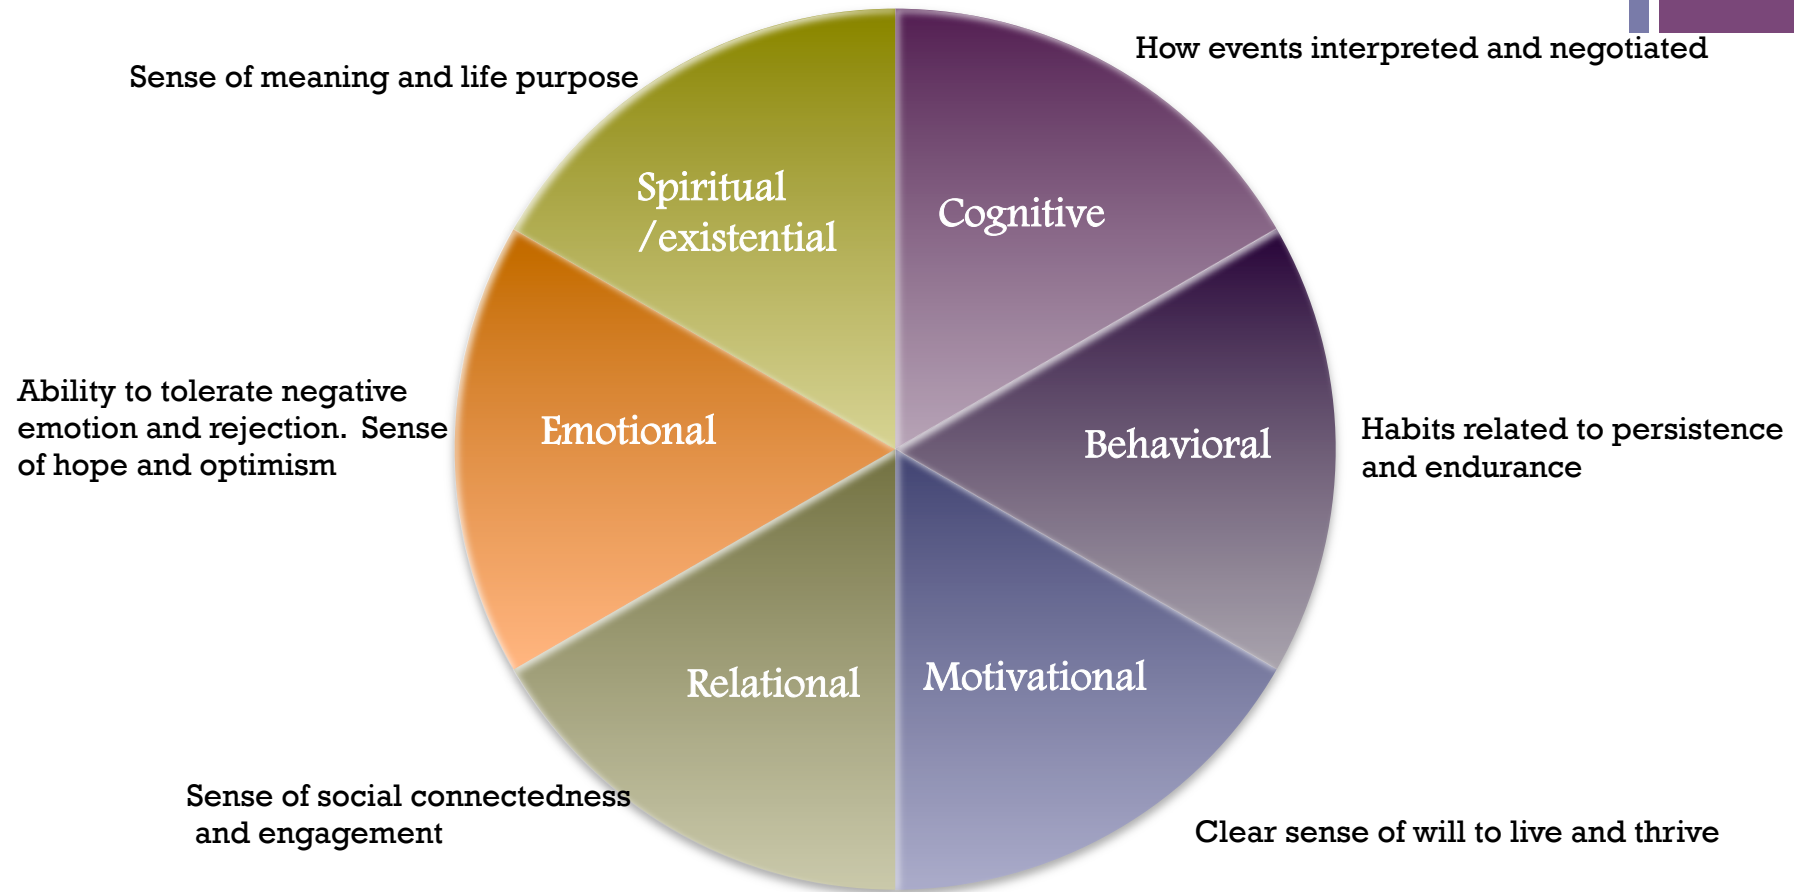 How events interpreted and negotiated
Sense of meaning and life purpose
Spiritual
/existential
Cognitive
Ability to tolerate negative
emotion and rejection.  Sense
of hope and optimism
Emotional
Behavioral
Habits related to persistence
and endurance
Relational
Motivational
Sense of social connectedness
and engagement
Clear sense of will to live and thrive